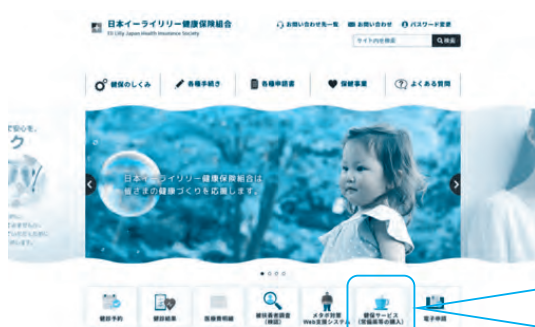 日本イーライリリー健康保険組合
Eli Lilly Japan Health Insurance Society
お問い合わせ先一覧
お問い合わせ
パスワード変更
サイト内を検索
検索
健保のしくみ
各種手続き
各種申請書
保健事業
よくある質問
で安心を。
ク
日本イーライリリー健康保険組合は
皆さまの健康づくりを応援します。
健診予約
健診結果
医療費明細
被扶養者調査
(検認)
メタボ対策
Web支援システム
健保サービス
(常備薬等の購入)
電子申請